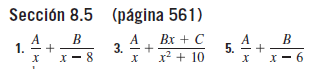 Sección 8.5 (página 561)
1. A/x + B/(x − 8) 3. A/x + (Bx + C)/(x² + 10) 5. A/x + B/(x − 6)